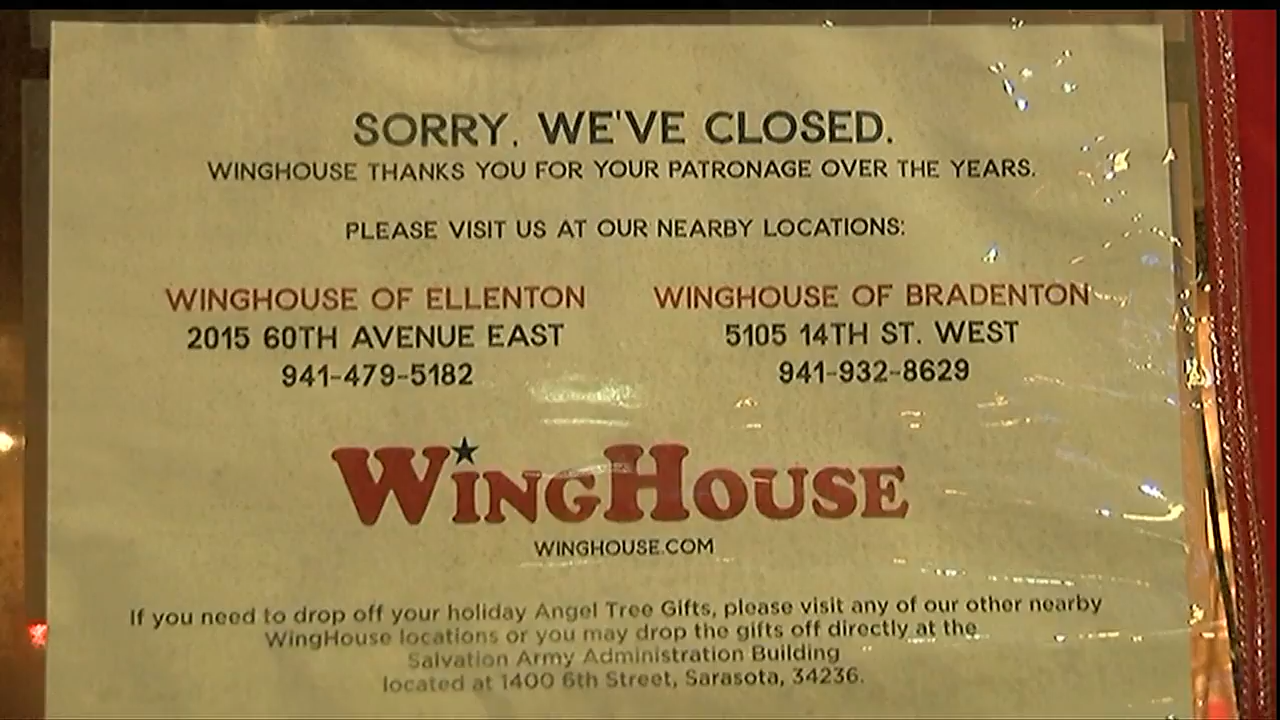 SORRY, WE'VE CLOSED.
WINGHOUSE THANKS YOU FOR YOUR PATRONAGE OVER THE YEARS.
PLEASE VISIT US AT OUR NEARBY LOCATIONS:
WINGHOUSE OF ELLENTON
2015 60TH AVENUE EAST
941-479-5182
WINGHOUSE OF BRADENTON
5105 14TH ST. WEST
941-932-8629
WINGHOUSE
WINGHOUSE.COM
If you need to drop off your holiday Angel Tree Gifts, please visit any of our other nearby
WingHouse locations or you may drop the gifts off directly at the
Salvation Army Administration Building
located at 1400 6th Street, Sarasota, 34236.